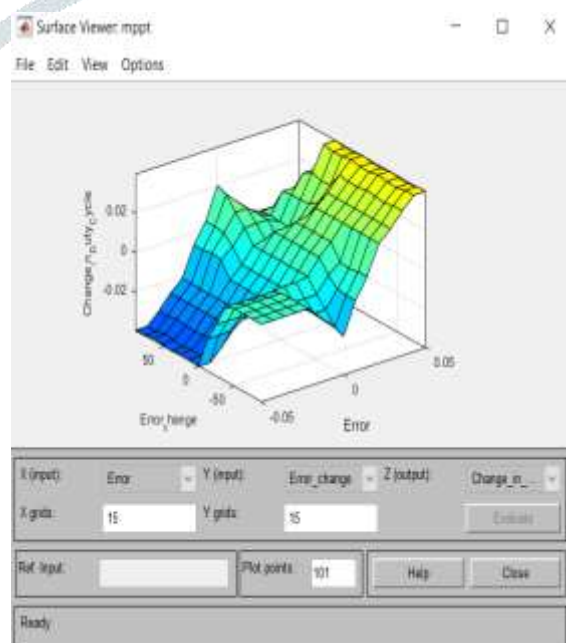 Surface Viewer: mppt
File Edit View Options
0.02
0
-0.02
50
0
-50
-0.05
0
0.05
Error
X (input): Error Y (input): Error_change Z (output): Change_in_...
X grids: 15 Y grids: 15 Evaluate
Ref. Input: Plot points: 101 Help Close
Ready